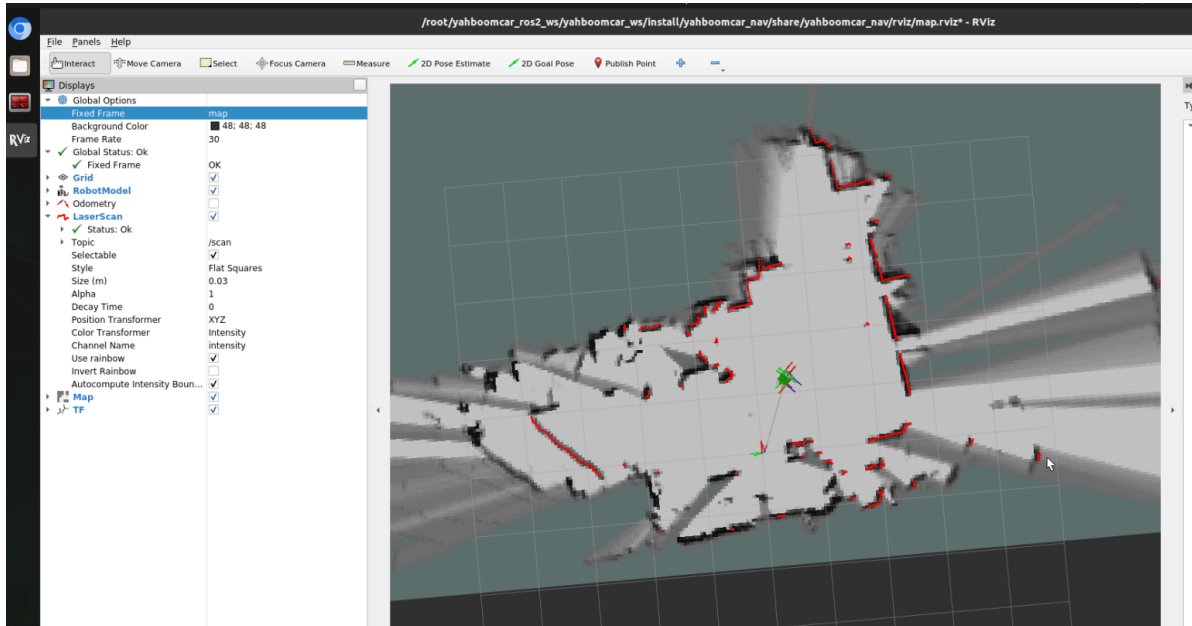 /root/yahboomcar_ros2_ws/yahboomcar_ws/install/yahboomcar_nav/share/yahboomcar_nav/rviz/map.rviz* - RViz
File Panels Help
Interact Move Camera Select Focus Camera Measure 2D Pose Estimate 2D Goal Pose Publish Point
Displays
Global Options
Fixed Frame map
Background Color 48; 48; 48
Frame Rate 30
Global Status: Ok
Fixed Frame OK
Grid
RobotModel
Odometry
LaserScan
Status: Ok
Topic /scan
Selectable
Style Flat Squares
Size (m) 0.03
Alpha 1
Decay Time 0
Position Transformer XYZ
Color Transformer Intensity
Channel Name intensity
Use rainbow
Invert Rainbow
Autocompute Intensity Boun...
Map
TF
RViz
Ty